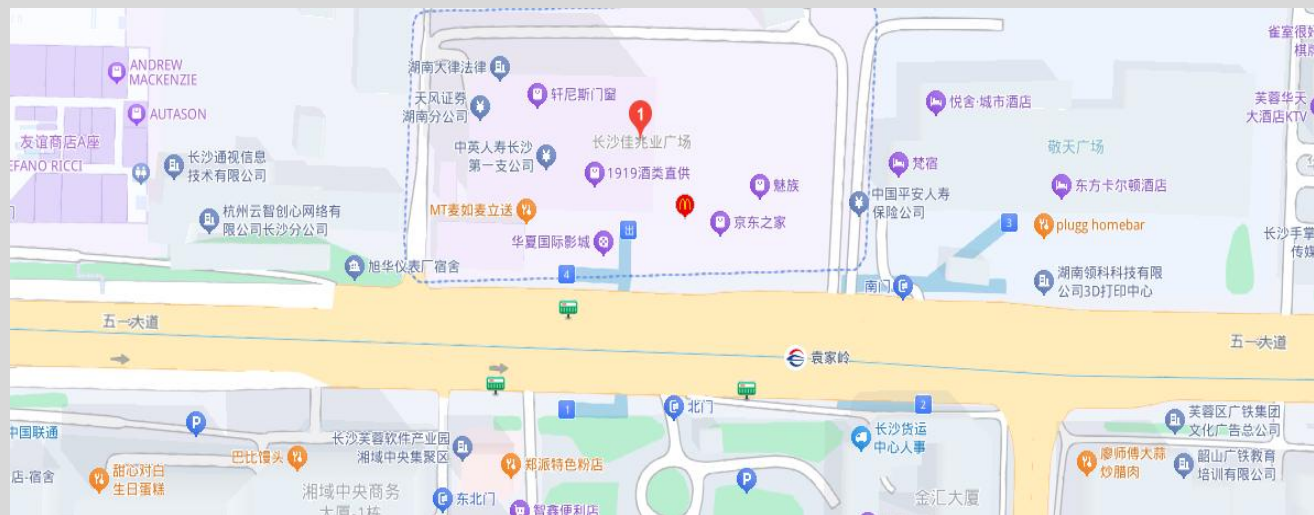 ANDREW
MACKENZIE
AUTASON
友谊商店A座
EFANO RICCI
长沙通视信息
技术有限公司
杭州云智创心网络有
限公司长沙分公司
旭华仪表厂宿舍
湖南大律法律
天风证券
湖南分公司
轩尼斯门窗
1
长沙佳兆业广场
中英人寿长沙
第一支公司
1919酒类直供
魅族
MT麦如麦立送
京东之家
华夏国际影城
出
4
悦舍·城市酒店
敬天广场
梵宿
东方卡尔顿酒店
中国平安人寿
保险公司
3
plugg homebar
南门
湖南领科科技有限
公司3D打印中心
雀室很好
棋牌
芙蓉华天
大酒店KTV
长沙手掌
传媒
五一大道
五一大道
袁家岭
1
北门
2
P
中国联通
店-宿舍
甜心对白
生日蛋糕
巴比馒头
长沙芙蓉软件产业园
湘域中央集聚区
郑派特色粉店
湘域中央商务
大厦-1栋
东北门
智鑫便利店
P
长沙货运
中心人事
金汇大厦
芙蓉区广铁集团
文化广告总公司
廖师傅大蒜
炒腊肉
韶山广铁教育
培训有限公司